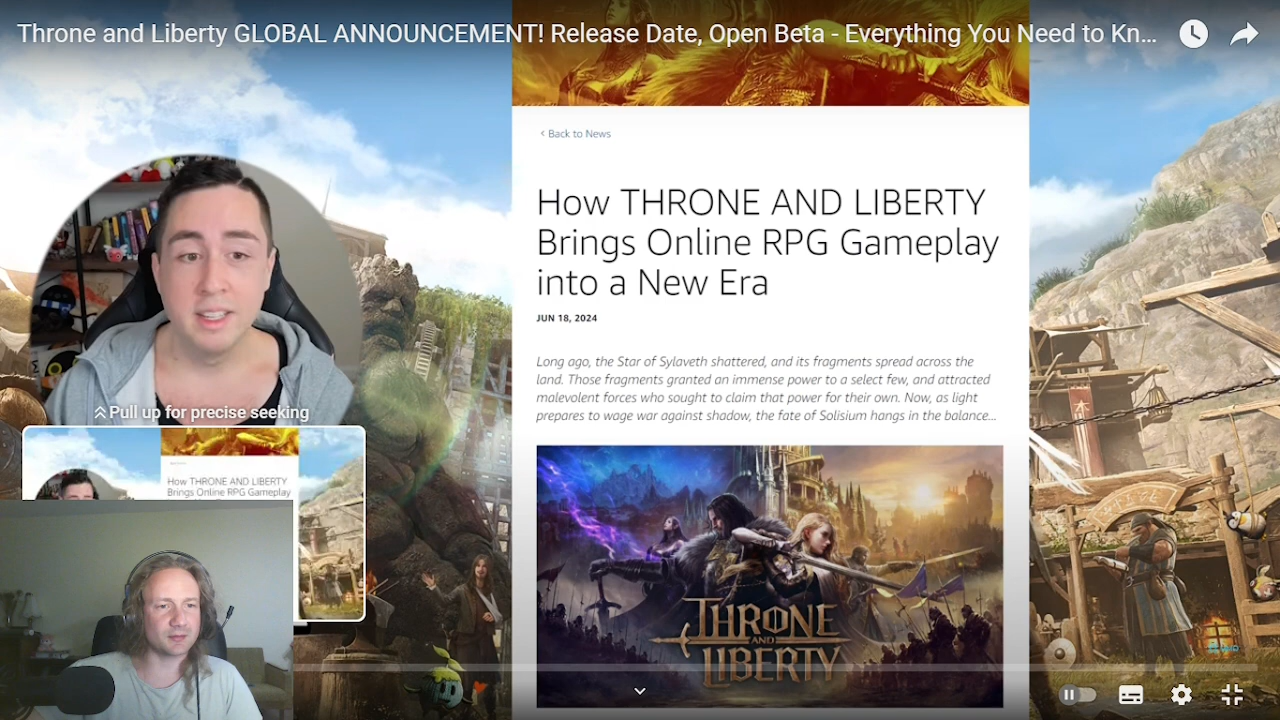 Throne and Liberty GLOBAL ANNOUNCEMENT! Release Date, Open Beta - Everything You Need to Kn...
< Back to News
How THRONE AND LIBERTY
Brings Online RPG Gameplay
into a New Era
JUN 18, 2024
Long ago, the Star of Sylaveth shattered, and its fragments spread across the
land. Those fragments granted an immense power to a select few, and attracted
malevolent forces who sought to claim that power for their own. Now, as light
prepares to wage war against shadow, the fate of Solisium hangs in the balance...
Pull up for precise seeking
How THRONE AND LIBERTY
Brings Online RPG Gameplay
THRONE
AND
LIBERTY